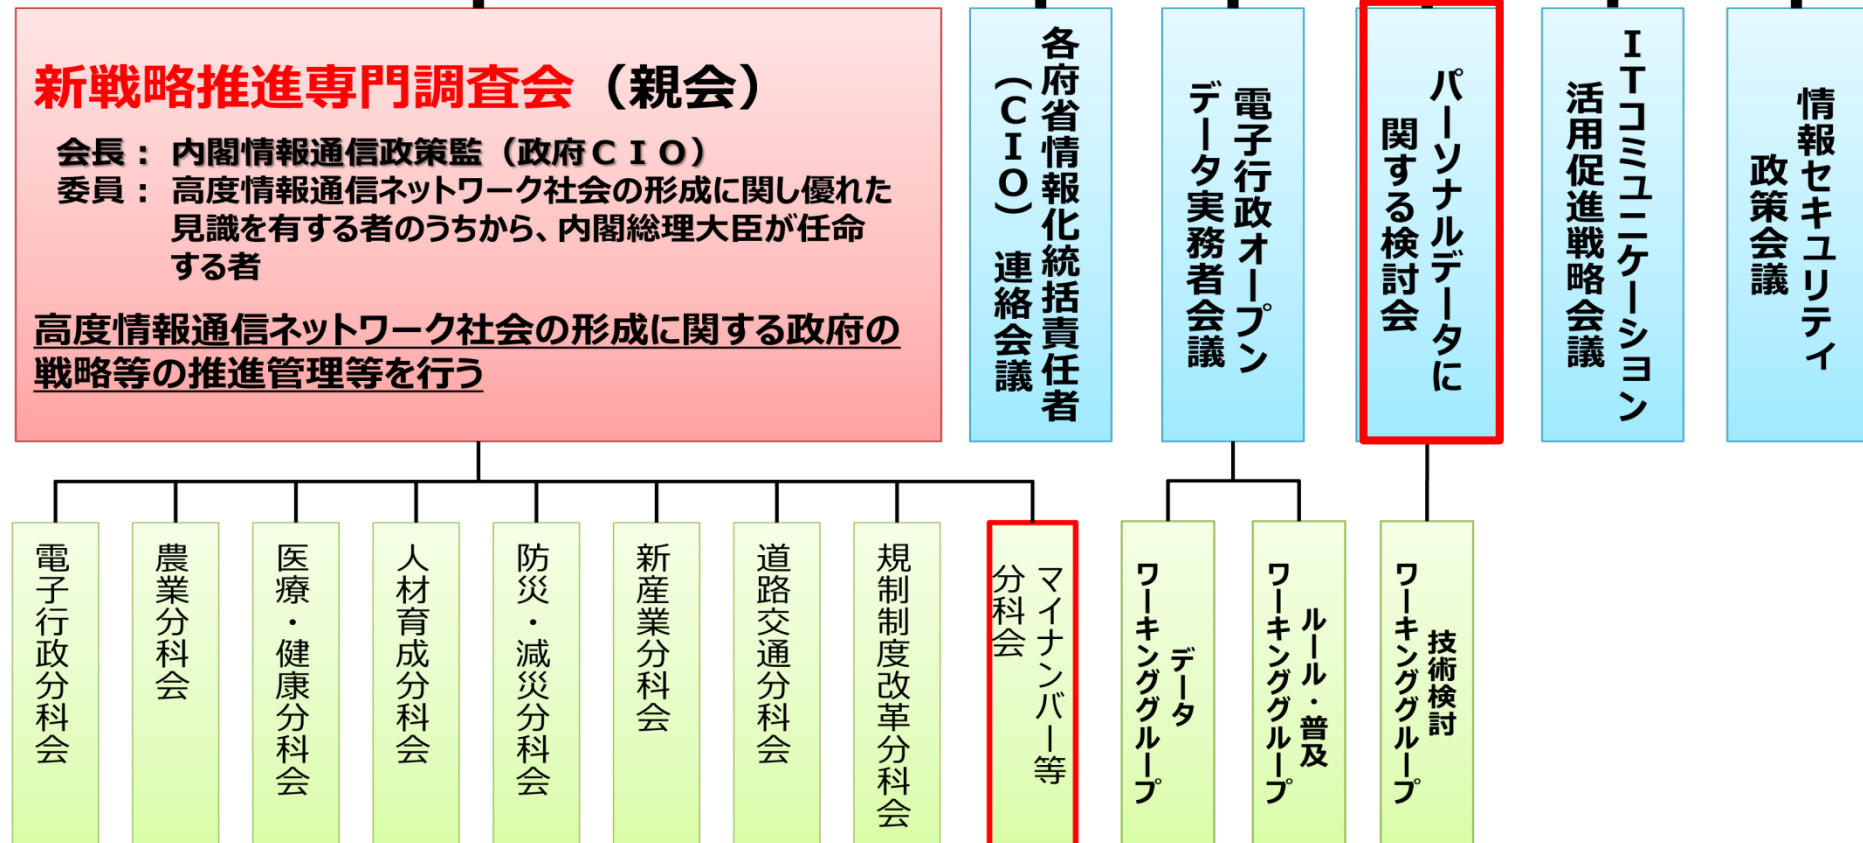 新戦略推進専門調査会（親会）
会長： 内閣情報通信政策監（政府ＣＩＯ）
委員： 高度情報通信ネットワーク社会の形成に関し優れた
見識を有する者のうちから、内閣総理大臣が任命
する者
高度情報通信ネットワーク社会の形成に関する政府の
戦略等の推進管理等を行う
各府省情報化統括責任者
（ＣＩＯ）連絡会議
電子行政オープン
データ実務者会議
パーソナルデータに
関する検討会
ＩＴコミュニケーション
活用促進戦略会議
情報セキュリティ
政策会議
電子行政分科会
農業分科会
医療・健康分科会
人材育成分科会
防災・減災分科会
新産業分科会
道路交通分科会
規制制度改革分科会
マイナンバー等
分科会
データ
ワーキンググループ
ルール・普及
ワーキンググループ
技術検討
ワーキンググループ